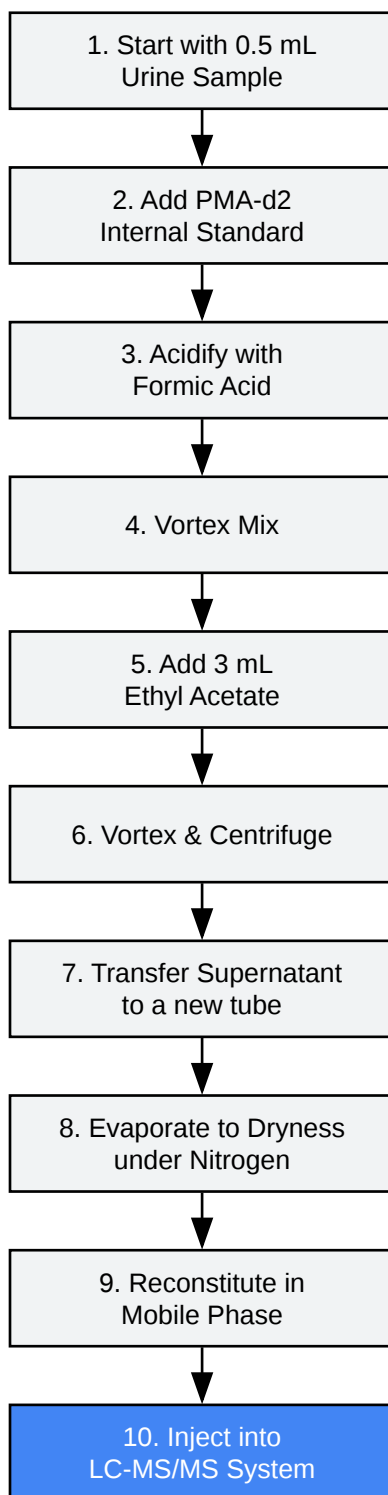 1. Start with 0.5 mL
Urine Sample
2. Add PMA-d2
Internal Standard
3. Acidify with
Formic Acid
4. Vortex Mix
5. Add 3 mL
Ethyl Acetate
6. Vortex & Centrifuge
7. Transfer Supernatant
to a new tube
8. Evaporate to Dryness
under Nitrogen
9. Reconstitute in
Mobile Phase
10. Inject into
LC-MS/MS System